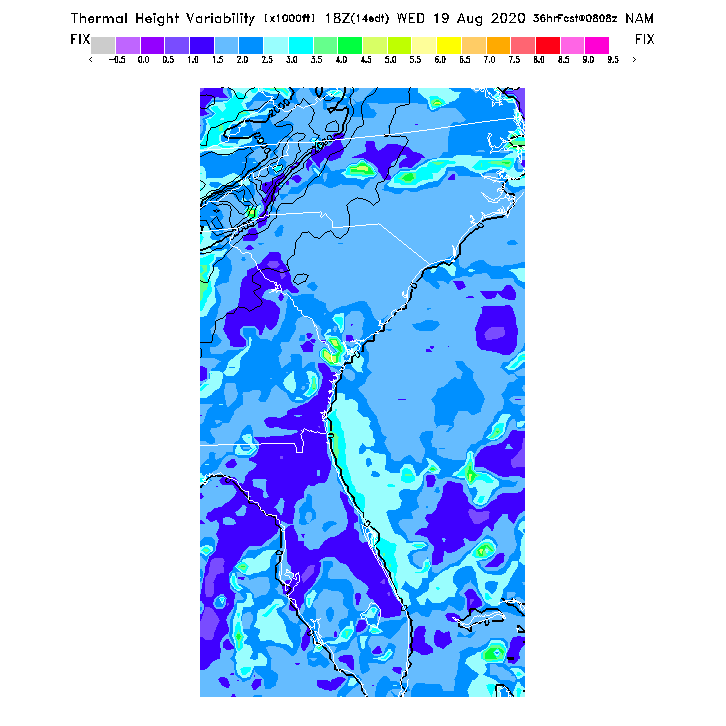 Thermal Height Variability [x1000ft] 18Z(14edt) WED 19 Aug 2020 36hrFcst@0808z NAM
FIX FIX
< -0.5 0.0 0.5 1.0 1.5 2.0 2.5 3.0 3.5 4.0 4.5 5.0 5.5 6.0 6.5 7.0 7.5 8.0 8.5 9.0 9.5 >
2000
2000